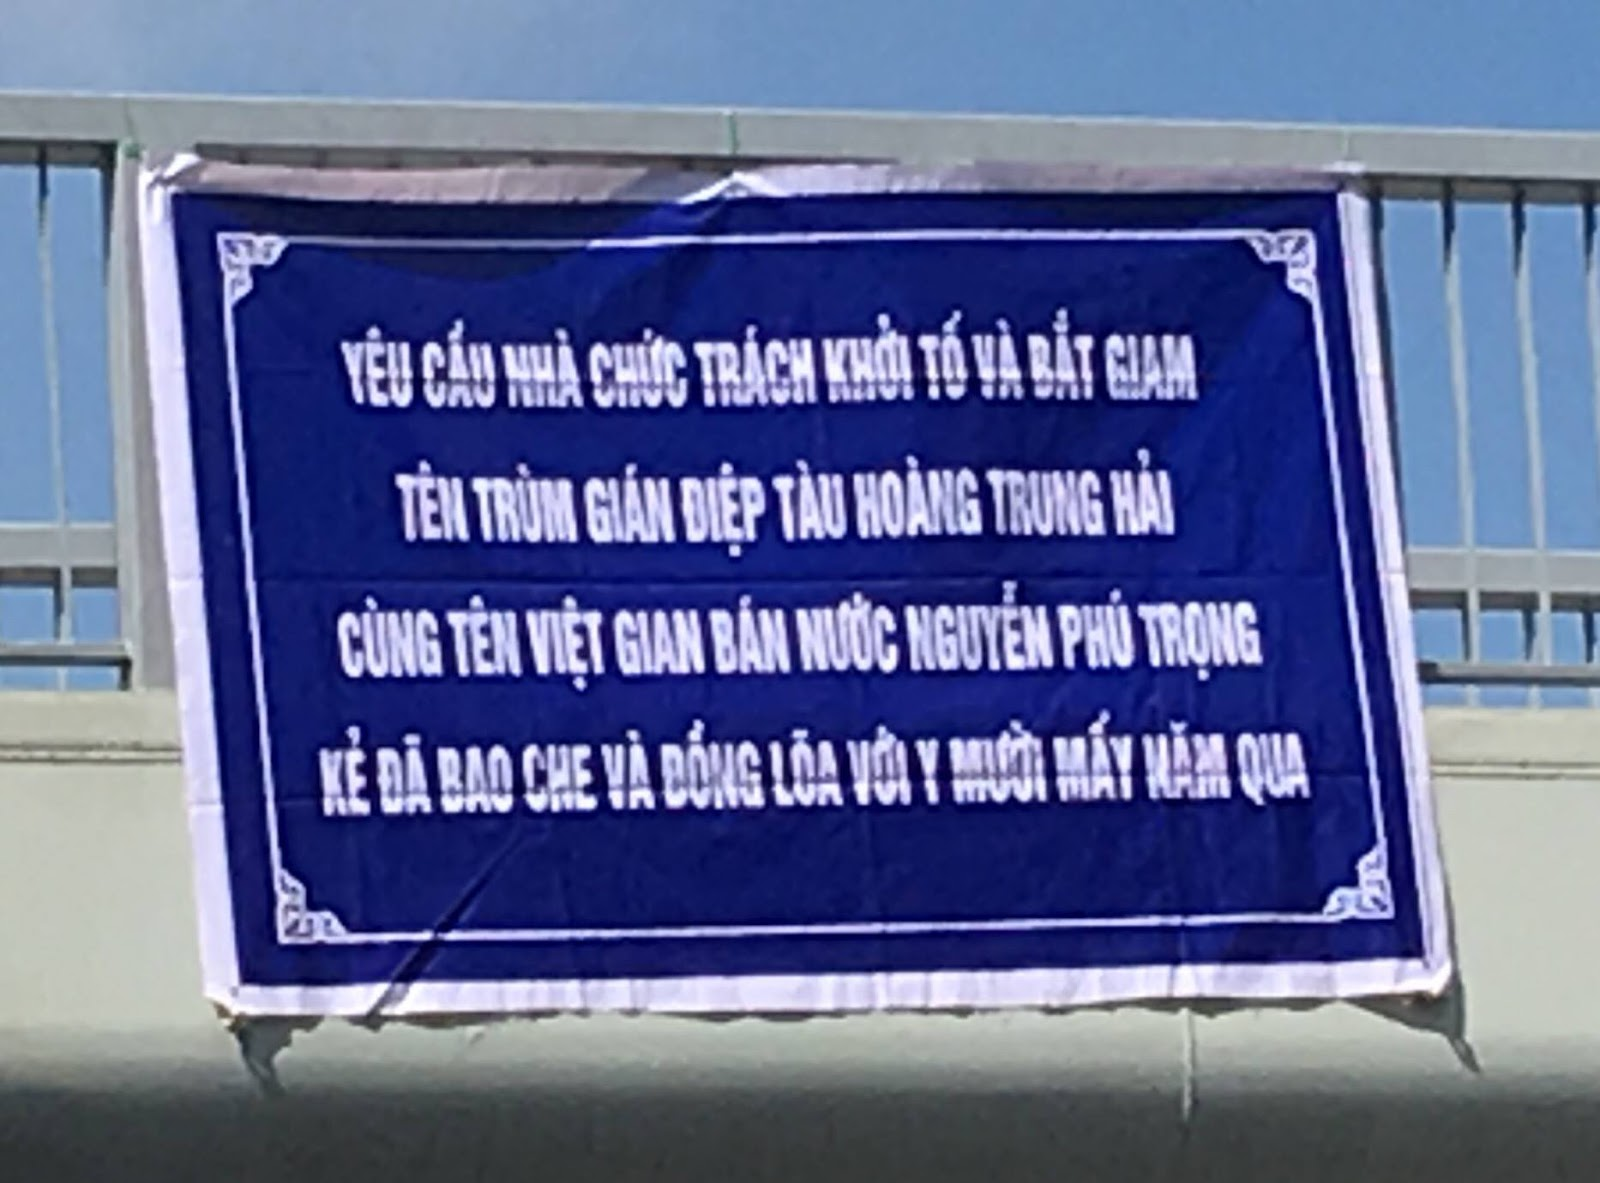 YÊU CẦU NHÀ CHỨC TRÁCH KHỞI TỐ VÀ BẮT GIAM
TÊN TRÙM GIÁN ĐIỆP TÀU HOÀNG TRUNG HẢI
CÙNG TÊN VIỆT GIAN BÁN NƯỚC NGUYỄN PHÚ TRỌNG
KẺ ĐÃ BAO CHE VÀ ĐỒNG LÕA VỚI Y MƯỜI MẤY NĂM QUA